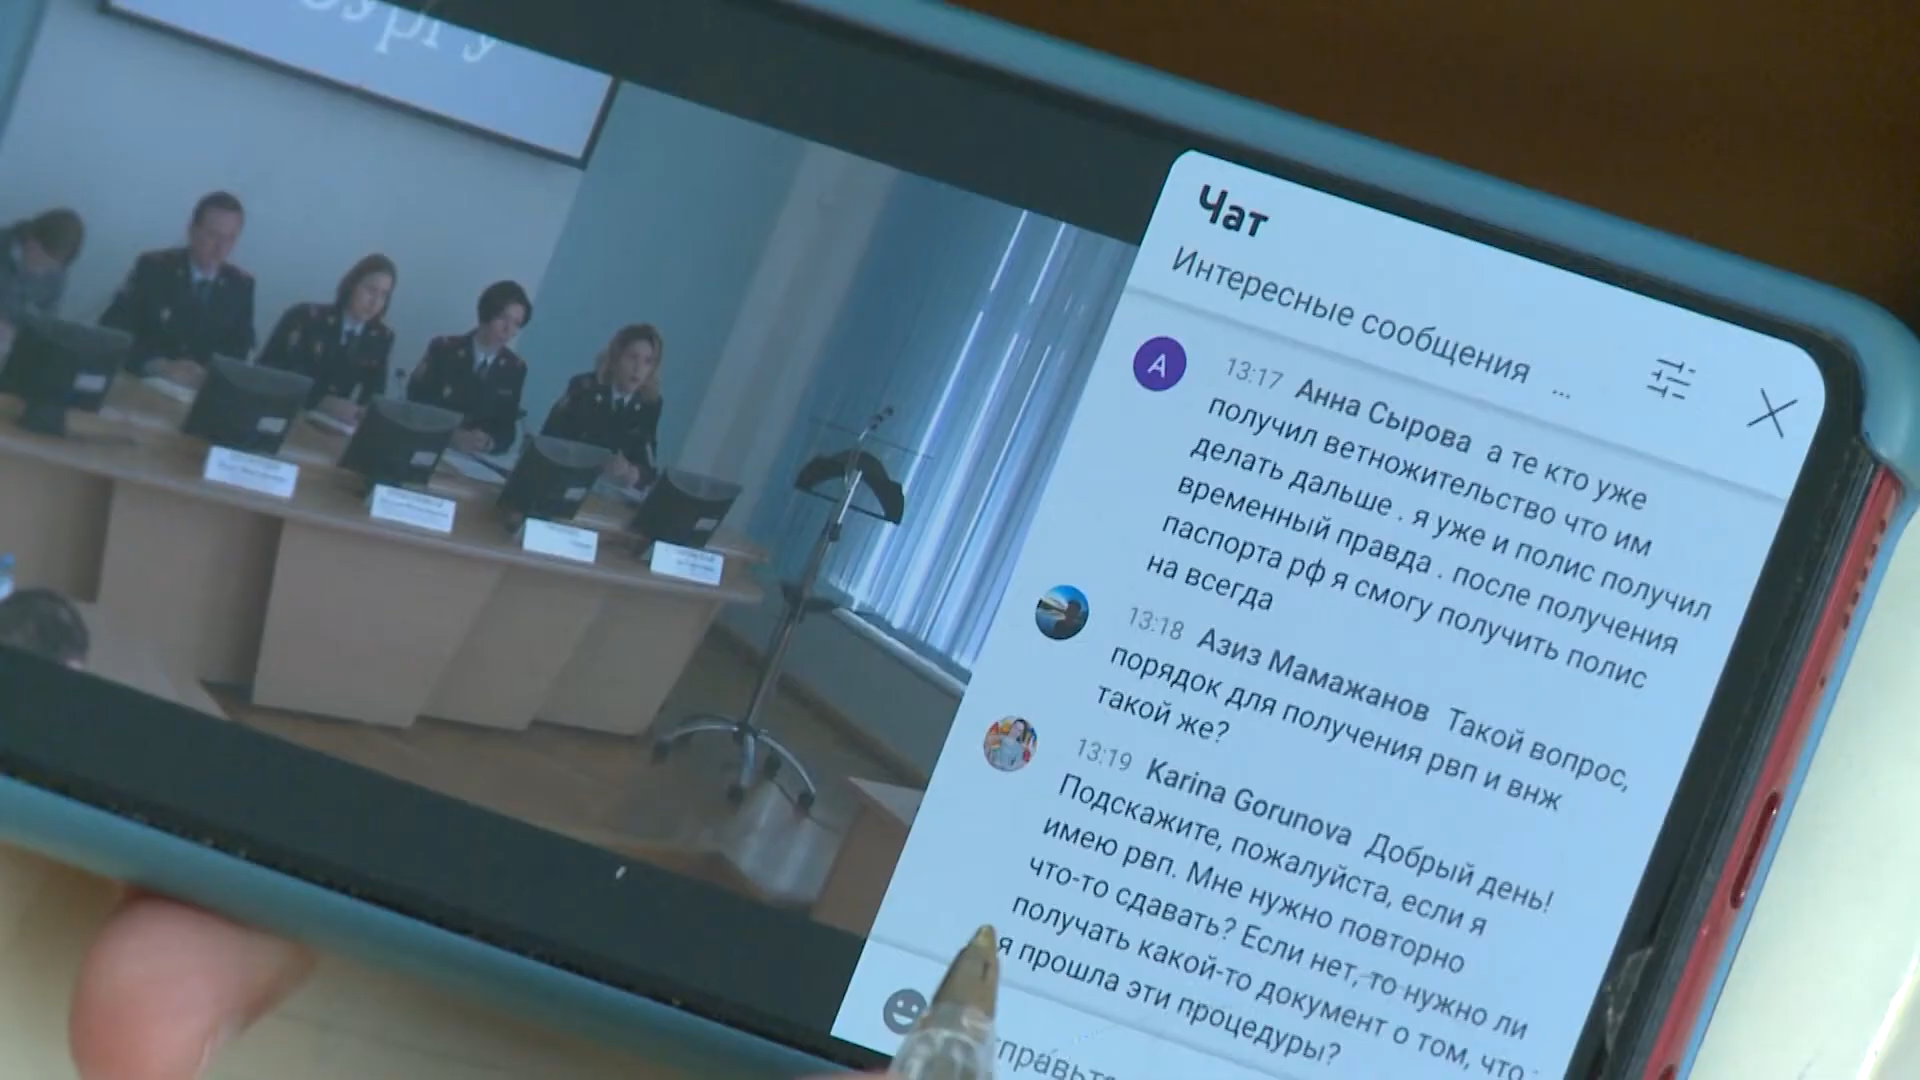 Чат
Интересные сообщения ...
А
13:17 Анна Сырова а те кто уже
получил ветножительство что им
делать дальше . я уже и полис получил
временный правда . после получения
паспорта рф я смогу получить полис
на всегда
13:18 Азиз Мамажанов Такой вопрос,
порядок для получения рвп и внж
такой же?
13:19 Karina Gorunova Добрый день!
Подскажите, пожалуйста, если я
имею рвп. Мне нужно повторно
что-то сдавать? Если нет, то нужно ли
получать какой-то документ о том, что
я прошла эти процедуры?